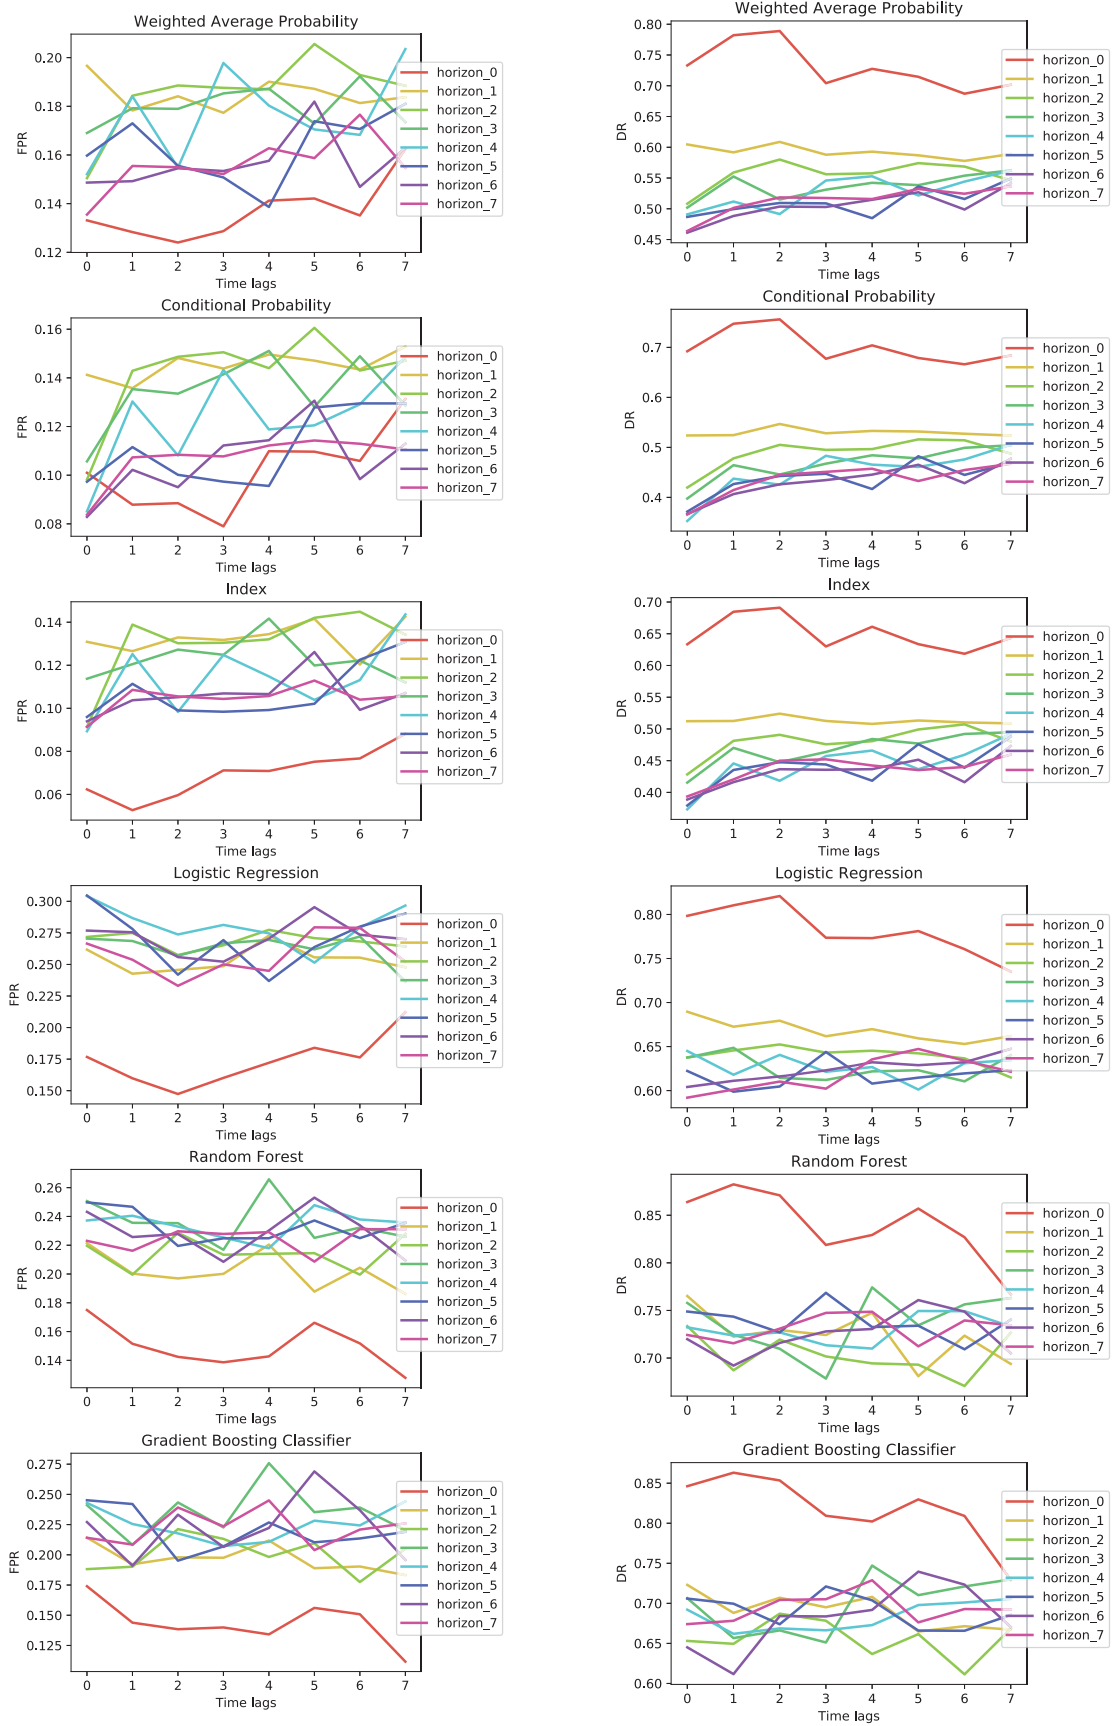 Weighted Average Probability
0.20
0.18
0.16
0.14
0.12
FPR
0 1 2 3 4 5 6 7
Time lags
horizon_0
horizon_1
horizon_2
horizon_3
horizon_4
horizon_5
horizon_6
horizon_7
Weighted Average Probability
0.80
0.75
0.70
0.65
0.60
0.55
0.50
0.45
DR
0 1 2 3 4 5 6 7
Time lags
horizon_0
horizon_1
horizon_2
horizon_3
horizon_4
horizon_5
horizon_6
horizon_7
Conditional Probability
0.16
0.14
0.12
0.10
0.08
FPR
0 1 2 3 4 5 6 7
Time lags
horizon_0
horizon_1
horizon_2
horizon_3
horizon_4
horizon_5
horizon_6
horizon_7
Conditional Probability
0.7
0.6
0.5
0.4
DR
0 1 2 3 4 5 6 7
Time lags
horizon_0
horizon_1
horizon_2
horizon_3
horizon_4
horizon_5
horizon_6
horizon_7
Index
0.14
0.12
0.10
0.08
0.06
FPR
0 1 2 3 4 5 6 7
Time lags
horizon_0
horizon_1
horizon_2
horizon_3
horizon_4
horizon_5
horizon_6
horizon_7
Index
0.70
0.65
0.60
0.55
0.50
0.45
0.40
DR
0 1 2 3 4 5 6 7
Time lags
horizon_0
horizon_1
horizon_2
horizon_3
horizon_4
horizon_5
horizon_6
horizon_7
Logistic Regression
0.300
0.275
0.250
0.225
0.200
0.175
0.150
FPR
0 1 2 3 4 5 6 7
Time lags
horizon_0
horizon_1
horizon_2
horizon_3
horizon_4
horizon_5
horizon_6
horizon_7
Logistic Regression
0.80
0.75
0.70
0.65
0.60
DR
0 1 2 3 4 5 6 7
Time lags
horizon_0
horizon_1
horizon_2
horizon_3
horizon_4
horizon_5
horizon_6
horizon_7
Random Forest
0.26
0.24
0.22
0.20
0.18
0.16
0.14
FPR
0 1 2 3 4 5 6 7
Time lags
horizon_0
horizon_1
horizon_2
horizon_3
horizon_4
horizon_5
horizon_6
horizon_7
Random Forest
0.85
0.80
0.75
0.70
DR
0 1 2 3 4 5 6 7
Time lags
horizon_0
horizon_1
horizon_2
horizon_3
horizon_4
horizon_5
horizon_6
horizon_7
Gradient Boosting Classifier
0.275
0.250
0.225
0.200
0.175
0.150
0.125
FPR
0 1 2 3 4 5 6 7
Time lags
horizon_0
horizon_1
horizon_2
horizon_3
horizon_4
horizon_5
horizon_6
horizon_7
Gradient Boosting Classifier
0.85
0.80
0.75
0.70
0.65
0.60
DR
0 1 2 3 4 5 6 7
Time lags
horizon_0
horizon_1
horizon_2
horizon_3
horizon_4
horizon_5
horizon_6
horizon_7